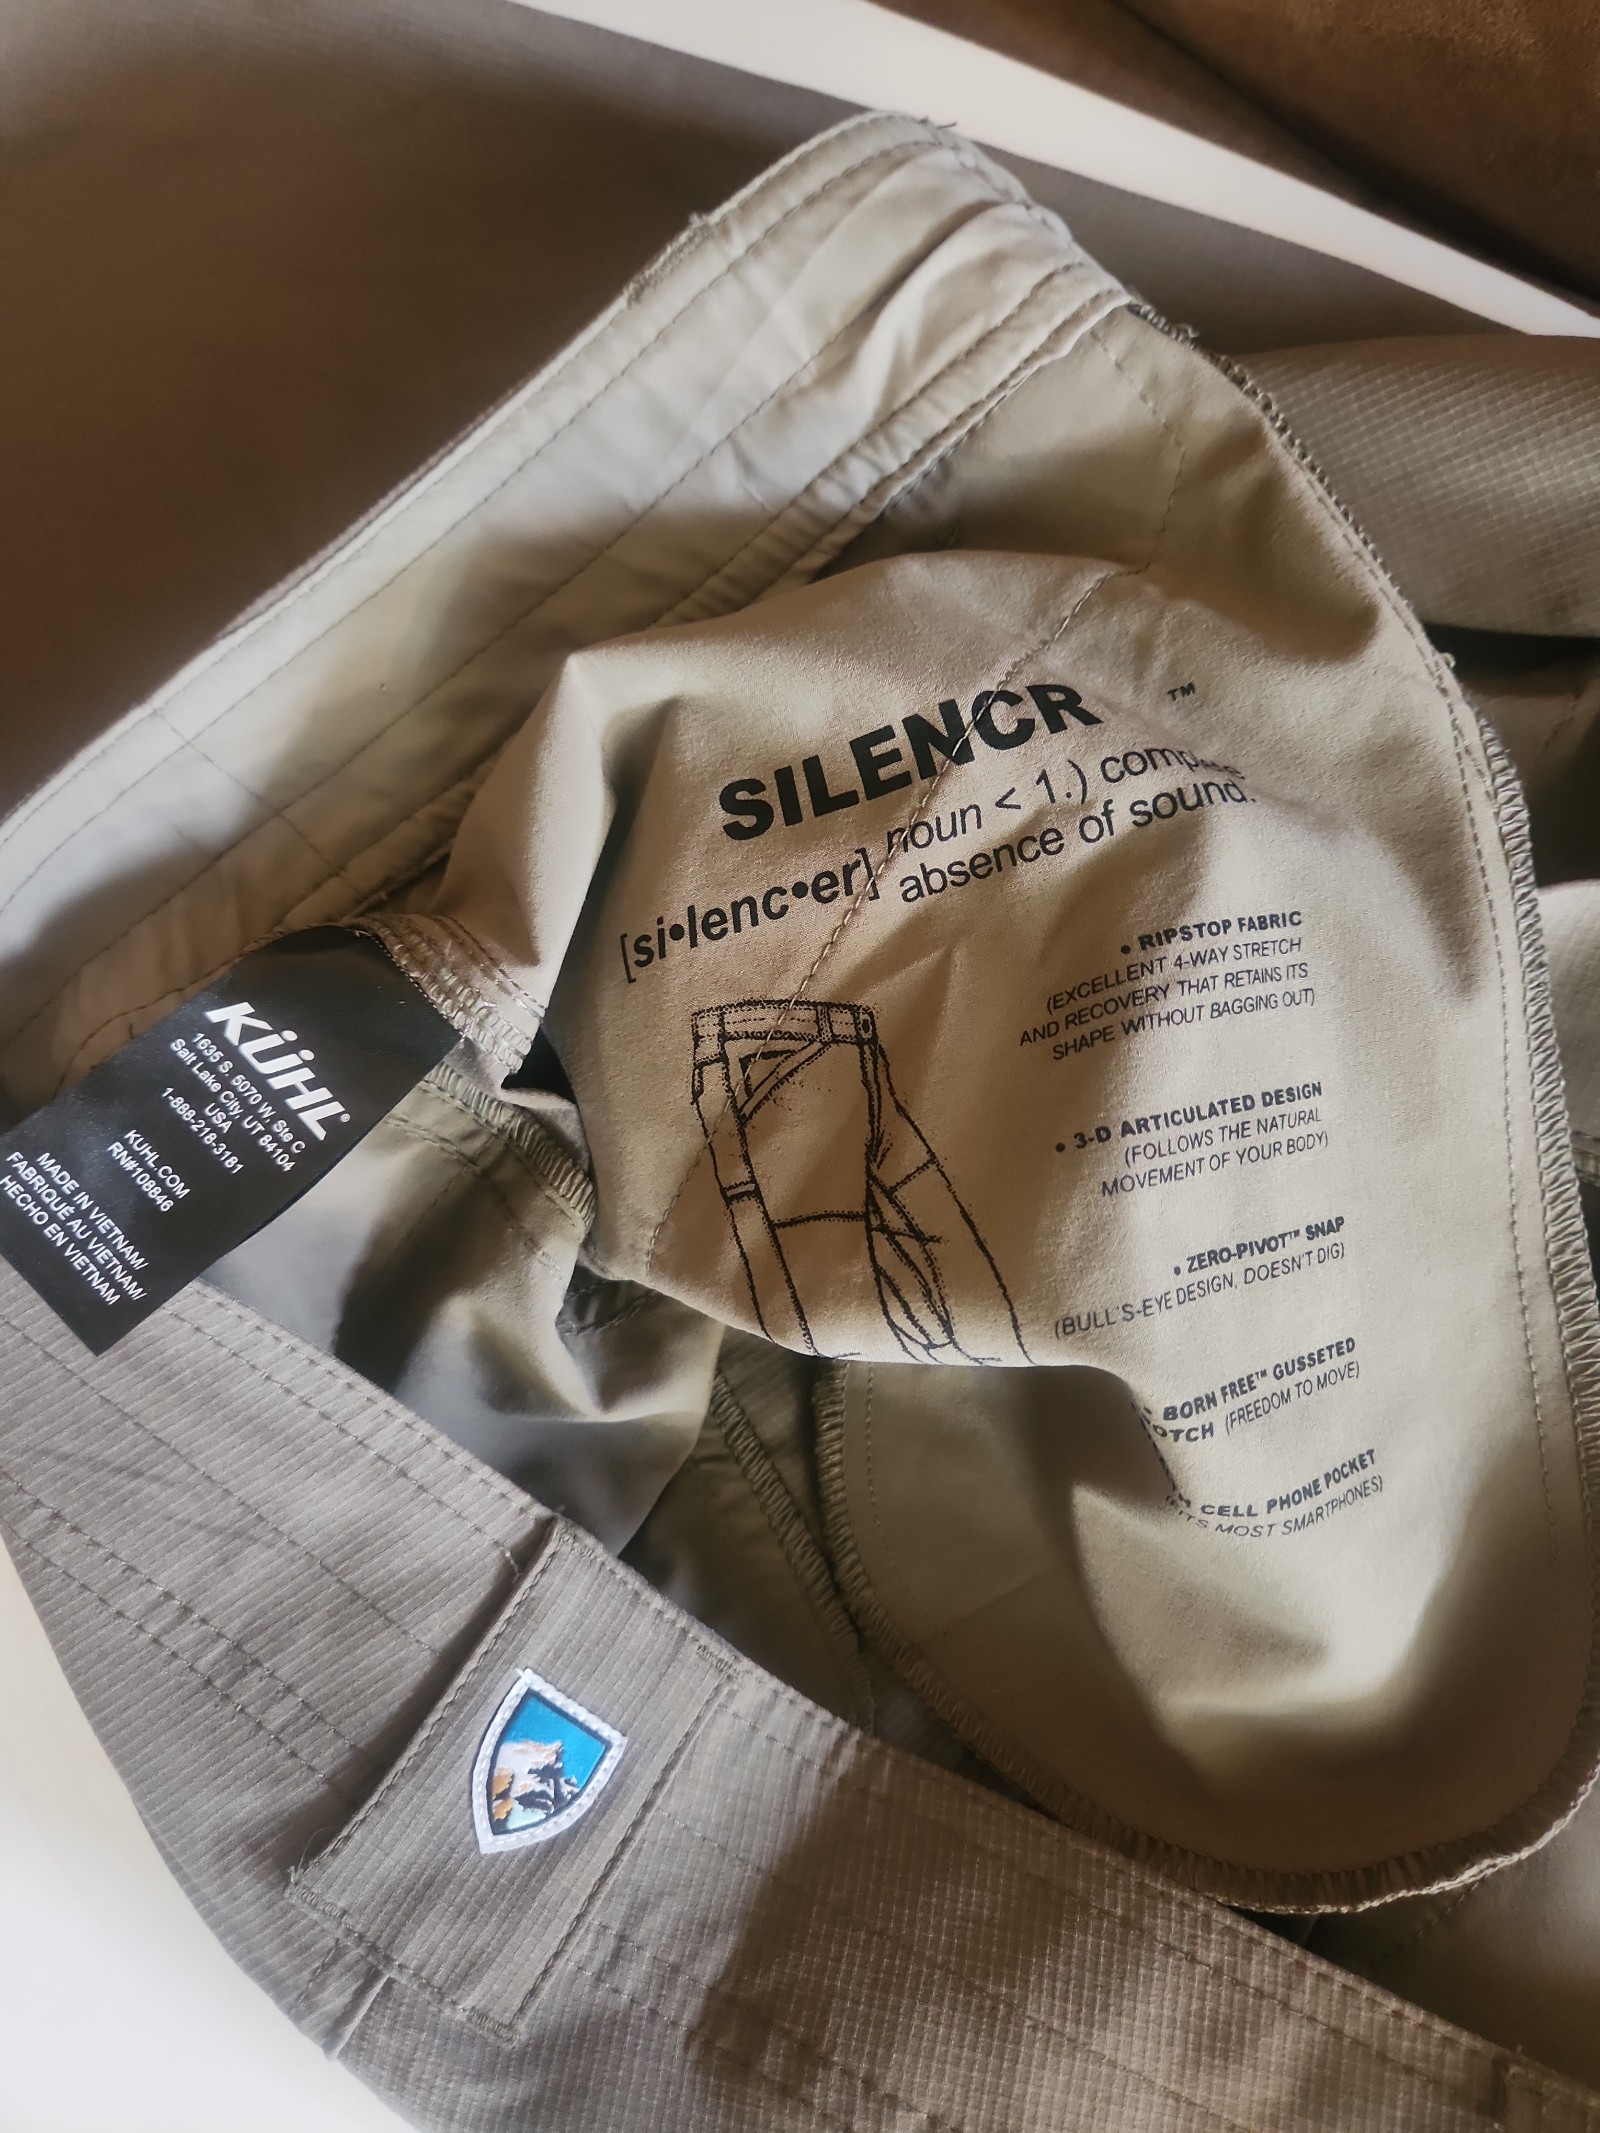 SILENCR ™
[si•lenc•er] noun < 1.) complete
absence of sound.
• RIPSTOP FABRIC
(EXCELLENT 4-WAY STRETCH
AND RECOVERY THAT RETAINS ITS
SHAPE WITHOUT BAGGING OUT)
• 3-D ARTICULATED DESIGN
(FOLLOWS THE NATURAL
MOVEMENT OF YOUR BODY)
• ZERO-PIVOT™ SNAP
(BULL'S-EYE DESIGN, DOESN'T DIG)
BORN FREE™ GUSSETED
(FREEDOM TO MOVE)
CELL PHONE POCKET
MOST SMARTPHONES)
KÜHL®
1635 S. 5070 W, Ste C
Salt Lake City, UT 84104
USA
1-888-218-3181
KUHL.COM
RN#108846
MADE IN VIETNAM/
FABRIQUÉ AU VIETNAM/
HECHO EN VIETNAM